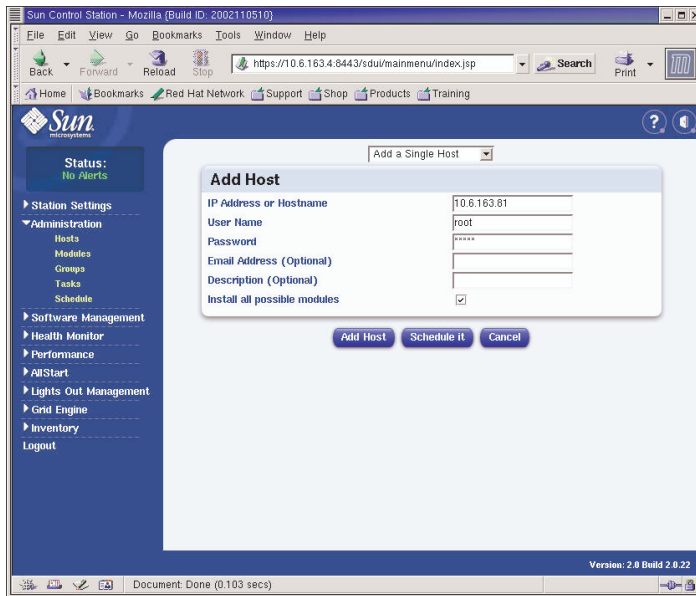 Sun Control Station - Mozilla {Build ID: 2002110510}
File Edit View Go Bookmarks Tools Window Help
Back Forward Reload Stop https://10.6.163.4:8443/sdui/mainmenu/index.jsp Search Print
Home Bookmarks Red Hat Network Support Shop Products Training
Sun
microsystems
?
Status:
No Alerts
Station Settings
Administration
Hosts
Modules
Groups
Tasks
Schedule
Software Management
Health Monitor
Performance
AllStart
Lights Out Management
Grid Engine
Inventory
Logout
Add a Single Host
Add Host
IP Address or Hostname 10.6.163.81
User Name root
Password *****
Email Address (Optional)
Description (Optional)
Install all possible modules
Add Host Schedule it Cancel
Version: 2.0 Build 2.0.22
Document: Done (0.103 secs)